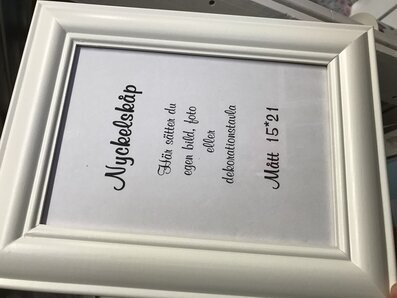 Nyckelskåp
Här sätter du
egen bild, foto
eller
dekorationstavla
Mått 15*21